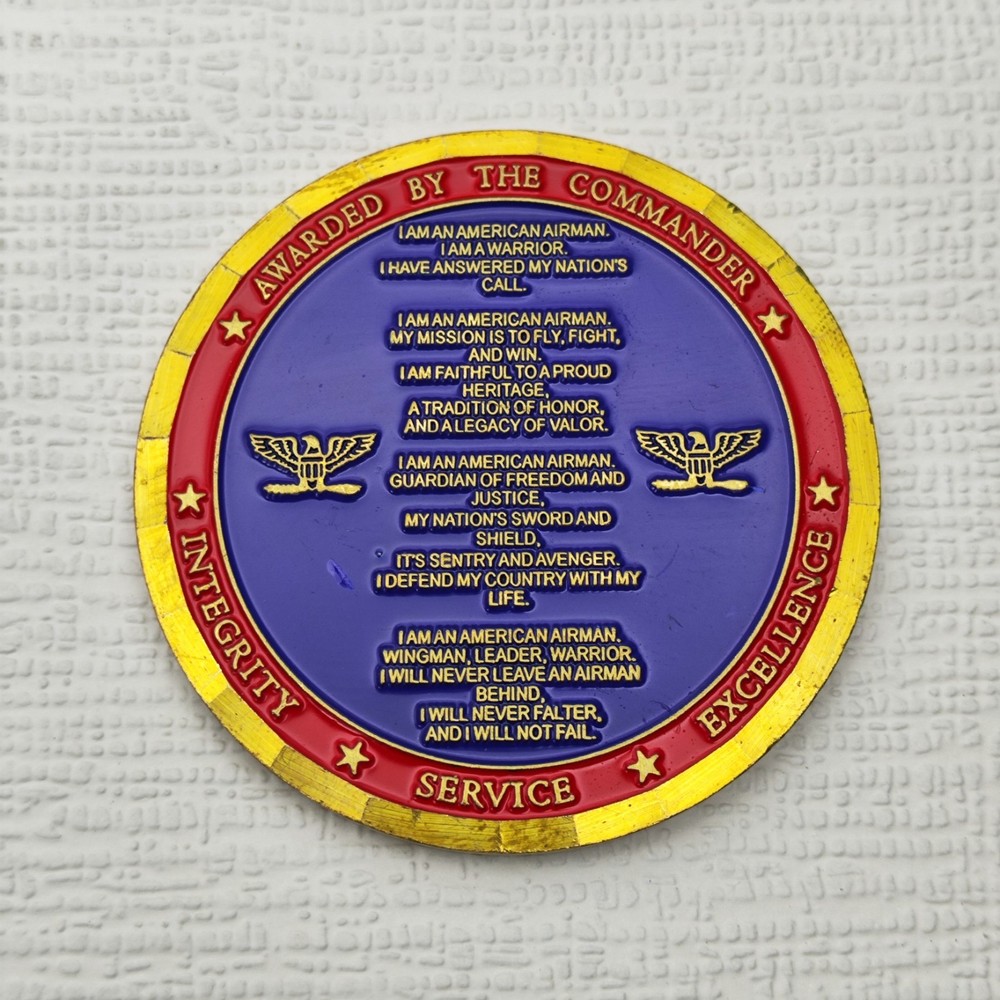 AWARDED BY THE COMMANDER
I AM AN AMERICAN AIRMAN.
I AM A WARRIOR.
I HAVE ANSWERED MY NATION'S
CALL.
I AM AN AMERICAN AIRMAN.
MY MISSION IS TO FLY, FIGHT,
AND WIN.
I AM FAITHFUL TO A PROUD
HERITAGE,
A TRADITION OF HONOR,
AND A LEGACY OF VALOR.
I AM AN AMERICAN AIRMAN.
GUARDIAN OF FREEDOM AND
JUSTICE,
MY NATION'S SWORD AND
SHIELD,
IT'S SENTRY AND AVENGER.
I DEFEND MY COUNTRY WITH MY
LIFE.
I AM AN AMERICAN AIRMAN.
WINGMAN, LEADER, WARRIOR.
I WILL NEVER LEAVE AN AIRMAN
BEHIND,
I WILL NEVER FALTER,
AND I WILL NOT FAIL.
INTEGRITY
SERVICE
EXCELLENCE